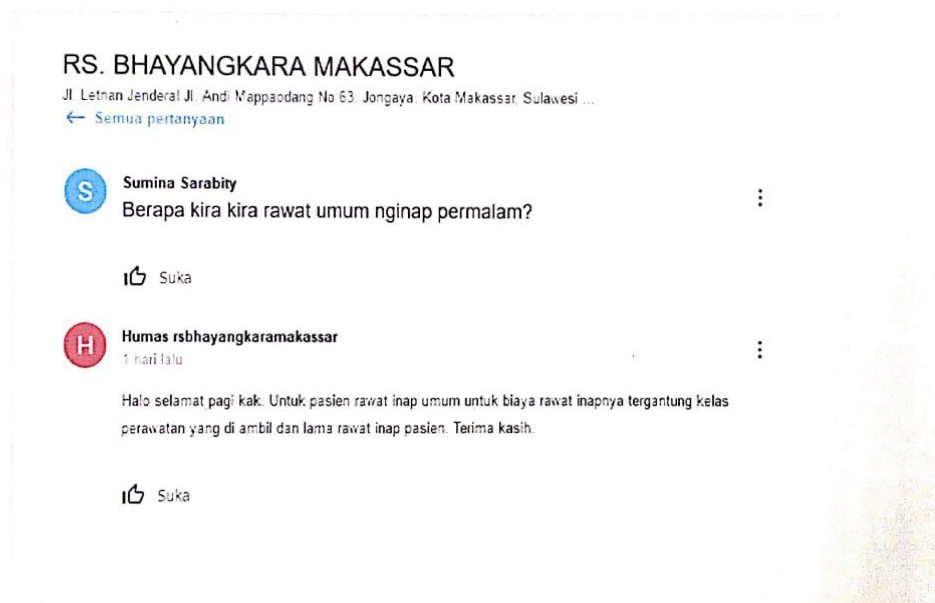 RS. BHAYANGKARA MAKASSAR
Jl. Letnan Jenderal Jl. Andi Mappaodang No 63, Jongaya, Kota Makassar, Sulawesi ...
← Semua pertanyaan
S
Sumina Sarabity
Berapa kira kira rawat umum nginap permalam?
Suka
H
Humas rsbhayangkaramakassar
1 hari lalu
Halo selamat pagi kak. Untuk pasien rawat inap umum untuk biaya rawat inapnya tergantung kelas
perawatan yang di ambil dan lama rawat inap pasien. Terima kasih.
Suka